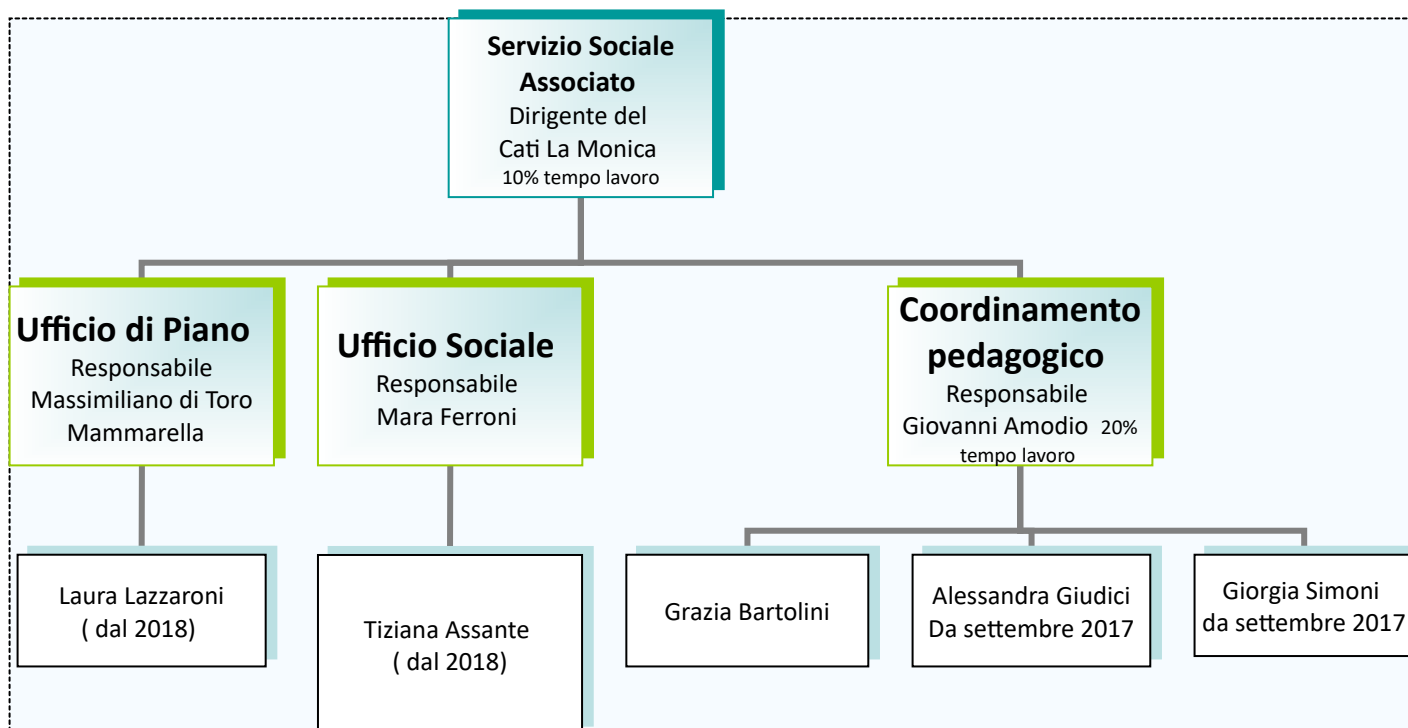 Servizio Sociale
Associato
Dirigente del
Cati La Monica
10% tempo lavoro
Ufficio di Piano
Responsabile
Massimiliano di Toro
Mammarella
Ufficio Sociale
Responsabile
Mara Ferroni
Coordinamento
pedagogico
Responsabile
Giovanni Amodio 20%
tempo lavoro
Laura Lazzaroni
( dal 2018)
Tiziana Assante
( dal 2018)
Grazia Bartolini
Alessandra Giudici
Da settembre 2017
Giorgia Simoni
da settembre 2017